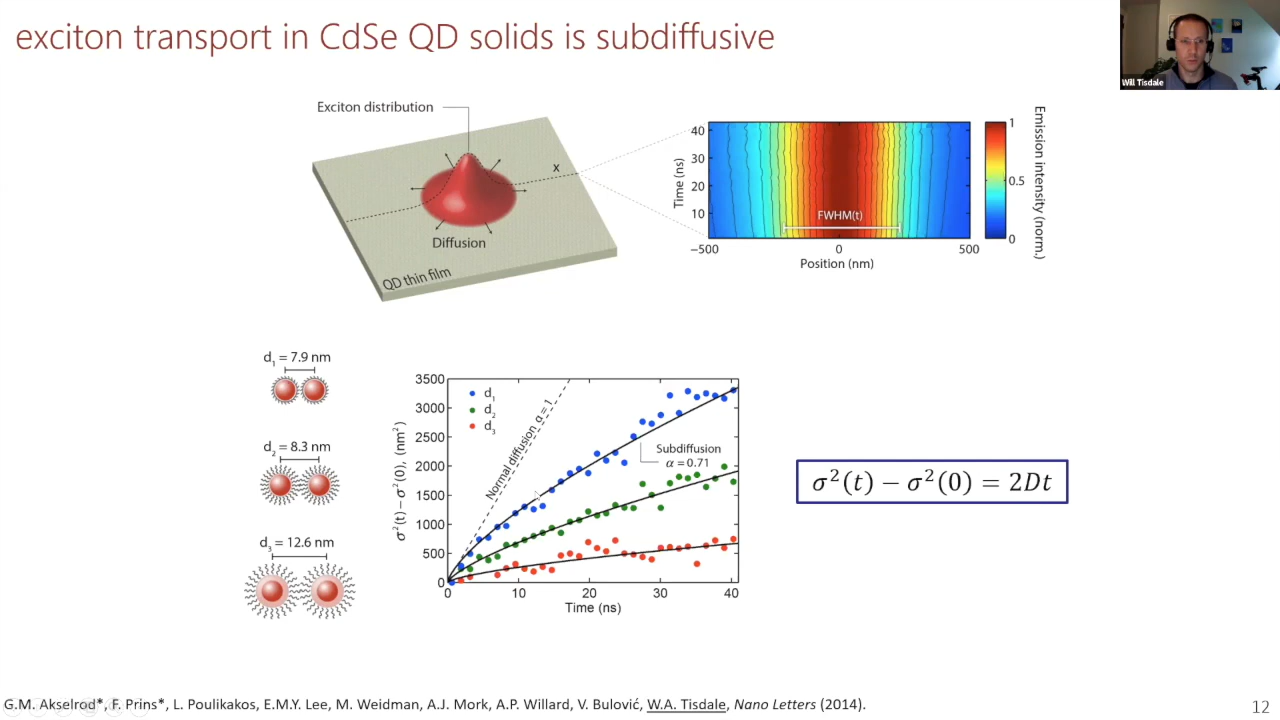 exciton transport in CdSe QD solids is subdiffusive
Will Tisdale
Exciton distribution
x
Diffusion
QD thin film
40
30
20
10
Time (ns)
FWHM(t)
−500
0
500
Position (nm)
1
0.5
0
Emission intensity (norm.)
d₁ = 7.9 nm
d₂ = 8.3 nm
d₃ = 12.6 nm
3500
3000
2500
2000
1500
1000
500
0
σ²(t) − σ²(0), (nm²)
d₁
d₂
d₃
Normal diffusion α = 1
Subdiffusion
α = 0.71
0
10
20
30
40
Time (ns)
σ²(t) − σ²(0) = 2Dt
G.M. Akselrod*, F. Prins*, L. Poulikakos, E.M.Y. Lee, M. Weidman, A.J. Mork, A.P. Willard, V. Bulović, W.A. Tisdale, Nano Letters (2014).
12